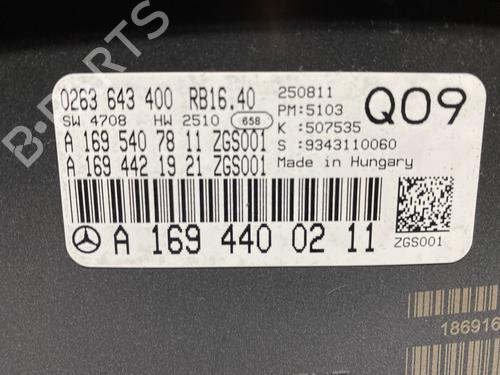 B-PARTS
0263 643 400 RB16.40
250811
SW 4708 HW 2510 658
PM:5103
Q09
A 169 540 78 11 ZGS001
K :507535
A 169 442 19 21 ZGS001
S :9343110060
Made in Hungary
A 169 440 02 11
ZGS001
186916